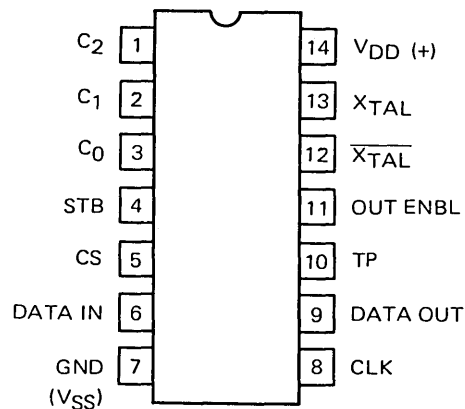 C2 1 14 VDD (+)
C1 2 13 XTAL
C0 3 12 XTAL
STB 4 11 OUT ENBL
CS 5 10 TP
DATA IN 6 9 DATA OUT
GND 7 8 CLK
(VSS)